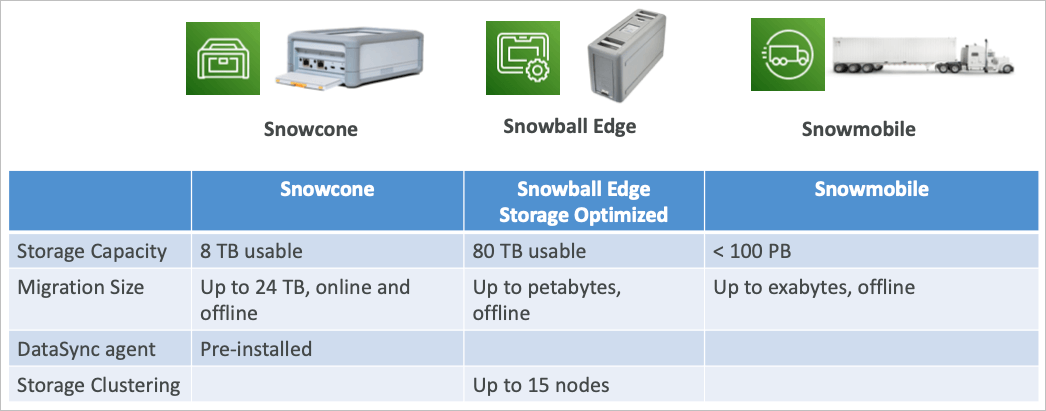 Snowcone
Snowball Edge
Snowmobile
Snowcone
Snowball Edge
Storage Optimized
Snowmobile
Storage Capacity
8 TB usable
80 TB usable
< 100 PB
Migration Size
Up to 24 TB, online and
offline
Up to petabytes,
offline
Up to exabytes, offline
DataSync agent
Pre-installed
Storage Clustering
Up to 15 nodes